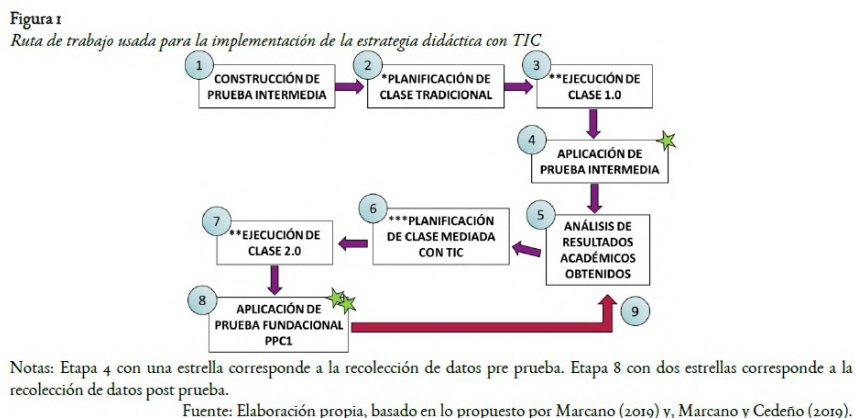 Figura 1
Ruta de trabajo usada para la implementación de la estrategia didáctica con TIC
1
CONSTRUCCIÓN DE
PRUEBA INTERMEDIA
2
*PLANIFICACIÓN DE
CLASE TRADICIONAL
3
**EJECUCIÓN DE
CLASE 1.0
4
APLICACIÓN DE
PRUEBA INTERMEDIA
5
ANÁLISIS DE
RESULTADOS
ACADÉMICOS
OBTENIDOS
6
***PLANIFICACIÓN
DE CLASE MEDIADA
CON TIC
7
**EJECUCIÓN DE
CLASE 2.0
8
APLICACIÓN DE
PRUEBA FUNDACIONAL
PPC1
9
Notas: Etapa 4 con una estrella corresponde a la recolección de datos pre prueba. Etapa 8 con dos estrellas corresponde a la
recolección de datos post prueba.
Fuente: Elaboración propia, basado en lo propuesto por Marcano (2019) y, Marcano y Cedeño (2019).